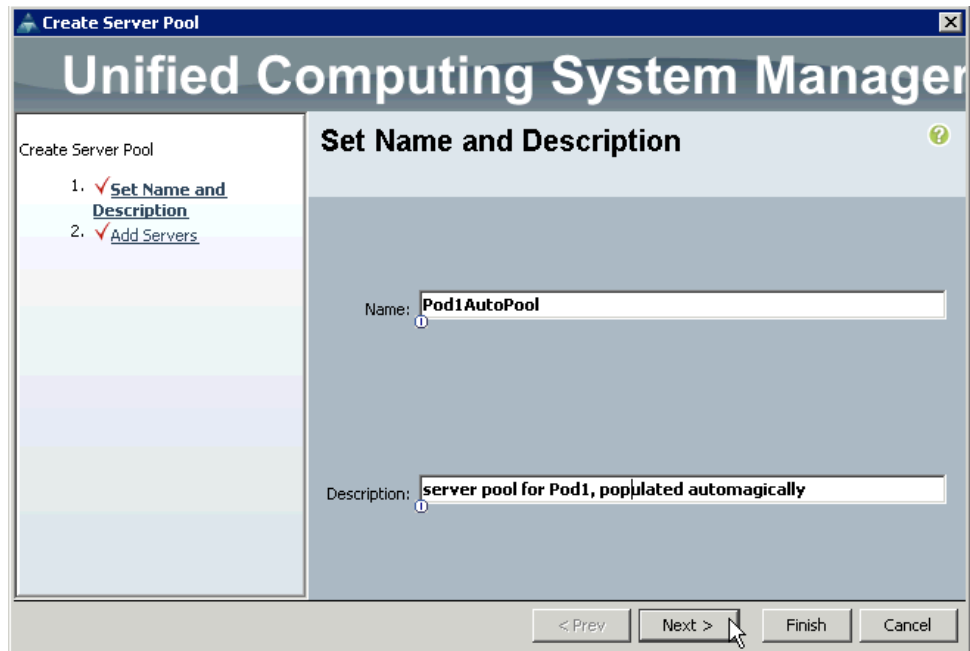 Create Server Pool
Unified Computing System Manager
Create Server Pool
1. Set Name and
Description
2. Add Servers
Set Name and Description
Name: Pod1AutoPool
Description: server pool for Pod1, populated automagically
< Prev
Next >
Finish
Cancel